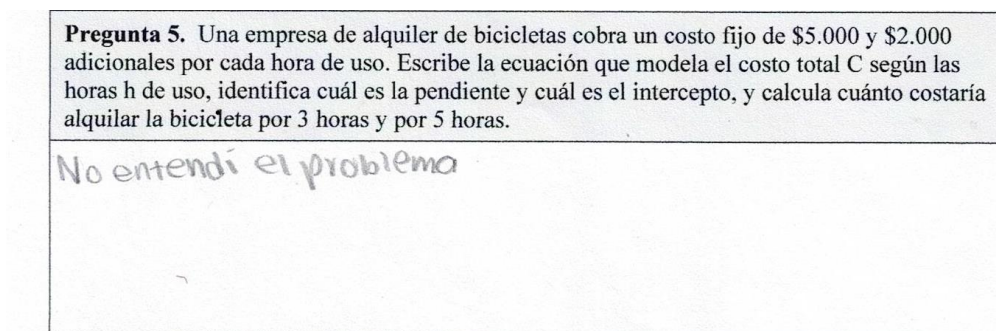 Pregunta 5. Una empresa de alquiler de bicicletas cobra un costo fijo de $5.000 y $2.000
adicionales por cada hora de uso. Escribe la ecuación que modela el costo total C según las
horas h de uso, identifica cuál es la pendiente y cuál es el intercepto, y calcula cuánto costaría
alquilar la bicicleta por 3 horas y por 5 horas.
No entendí el problema